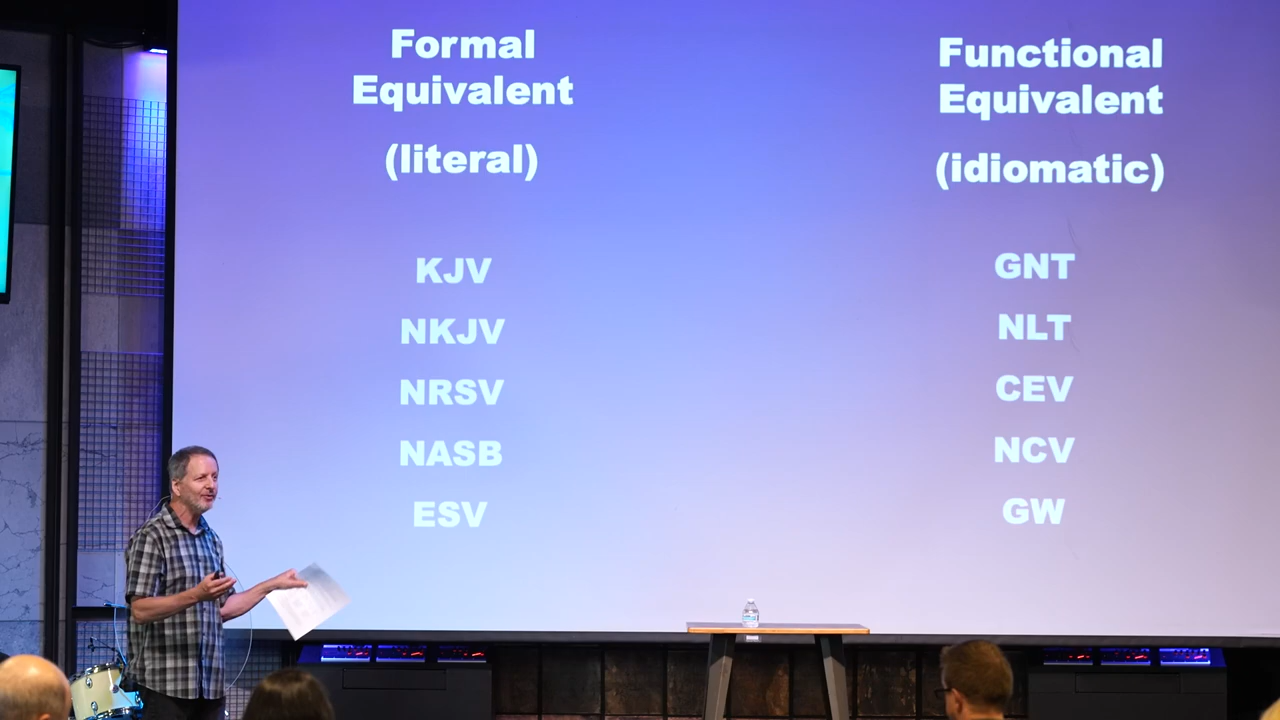 Formal
Equivalent
(literal)
KJV
NKJV
NRSV
NASB
ESV
Functional
Equivalent
(idiomatic)
GNT
NLT
CEV
NCV
GW